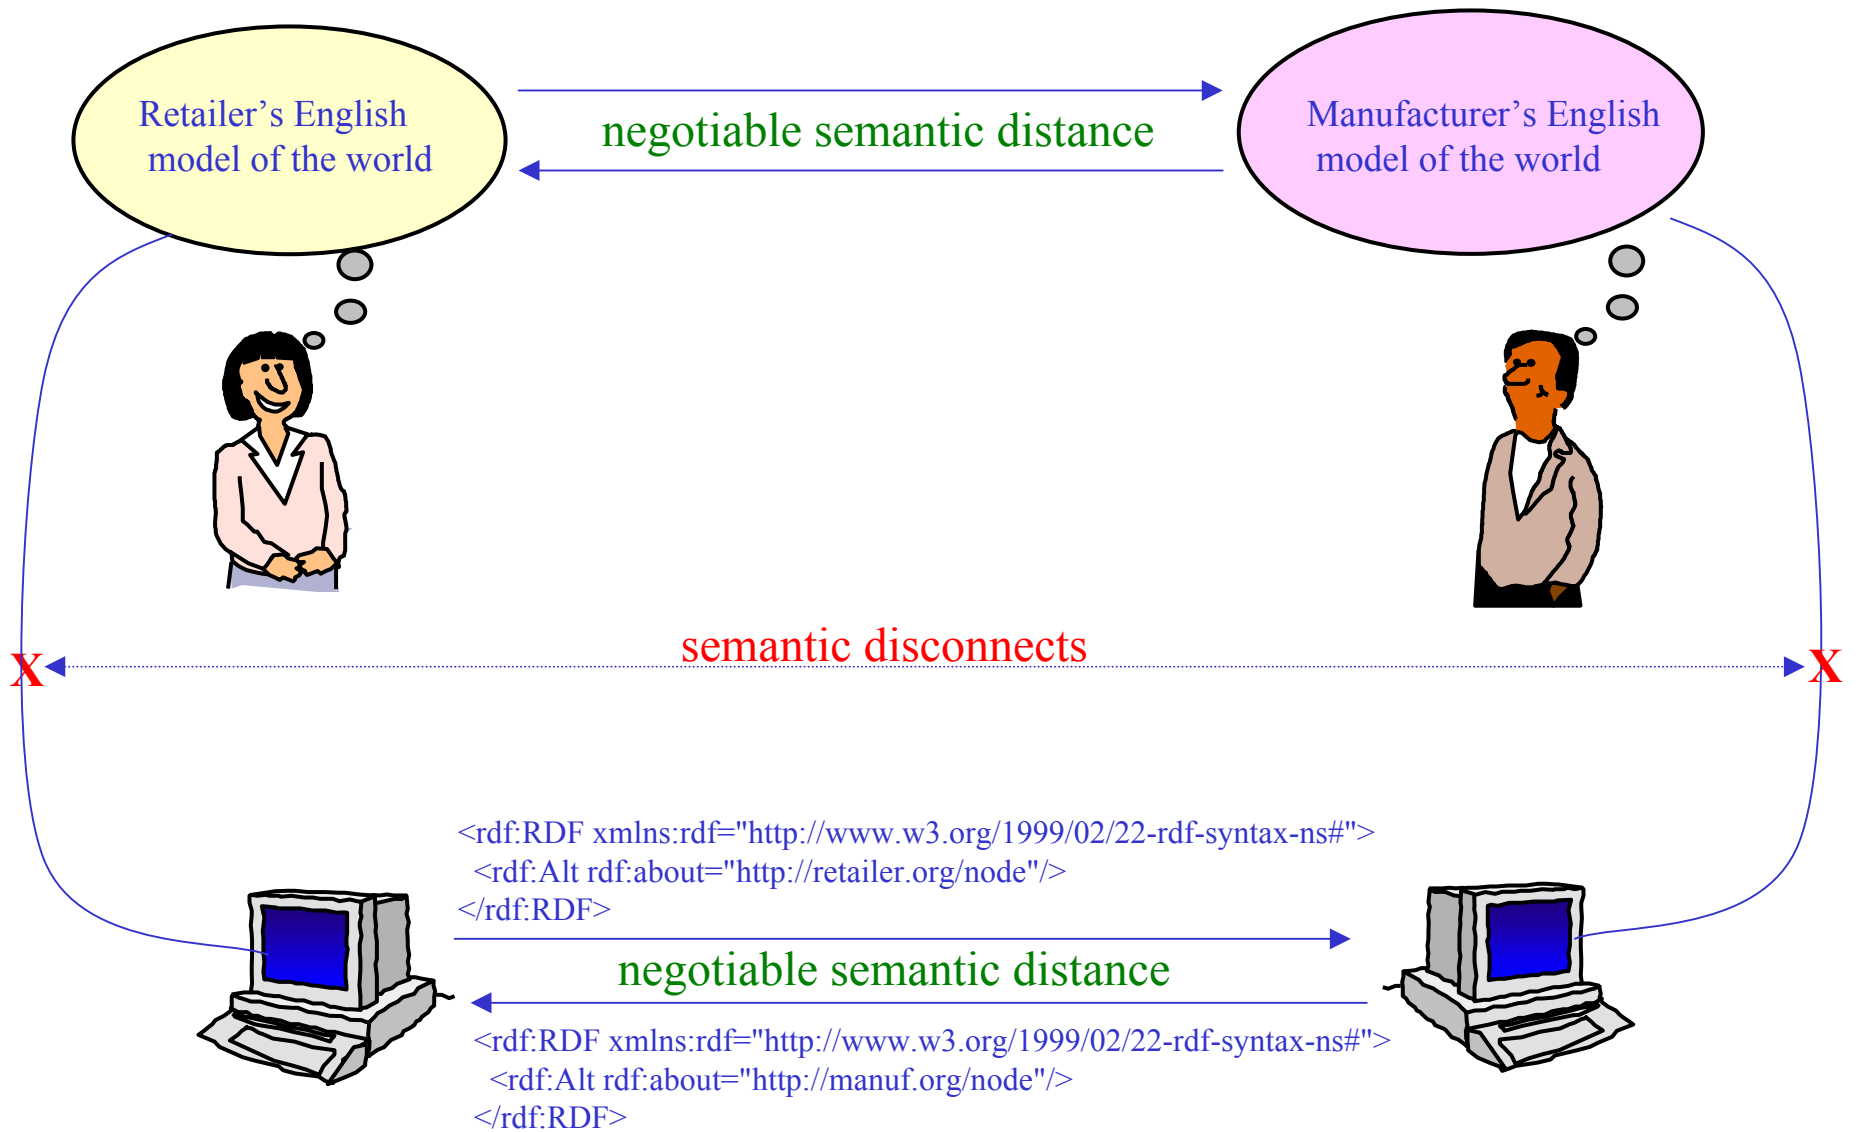 Retailer’s English
model of the world
negotiable semantic distance
Manufacturer’s English
model of the world
semantic disconnects
X
X
<rdf:RDF xmlns:rdf="http://www.w3.org/1999/02/22-rdf-syntax-ns#">
<rdf:Alt rdf:about="http://retailer.org/node"/>
</rdf:RDF>
negotiable semantic distance
<rdf:RDF xmlns:rdf="http://www.w3.org/1999/02/22-rdf-syntax-ns#">
<rdf:Alt rdf:about="http://manuf.org/node"/>
</rdf:RDF>